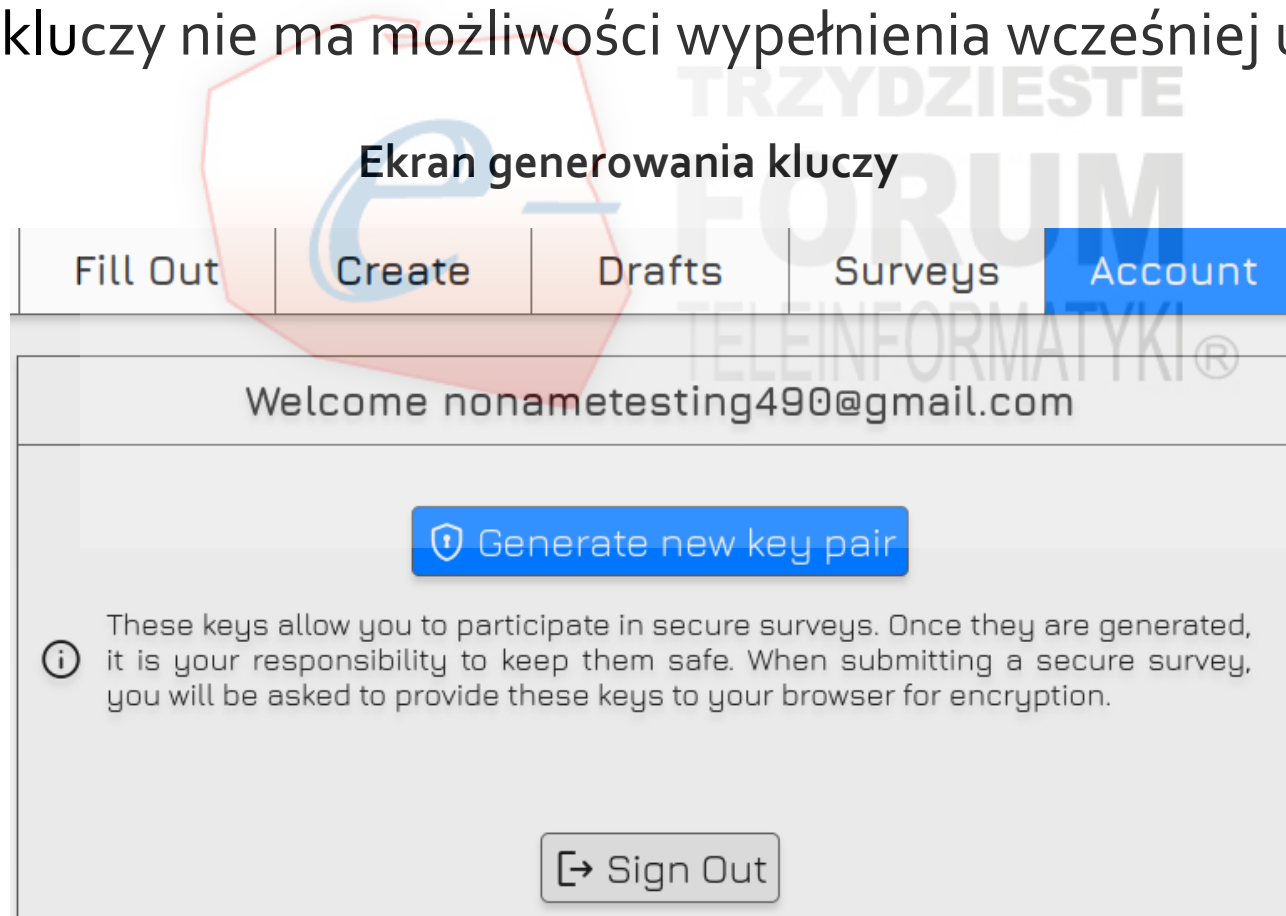 kluczy nie ma możliwości wypełnienia wcześniej u
TRZYDZIESTE
Ekran generowania kluczy
e-FORUM
Fill Out Create Drafts Surveys Account
TELEINFORMATYKI ®
Welcome nonametesting490@gmail.com
Generate new key pair
These keys allow you to participate in secure surveys. Once they are generated,
it is your responsibility to keep them safe. When submitting a secure survey,
you will be asked to provide these keys to your browser for encryption.
Sign Out